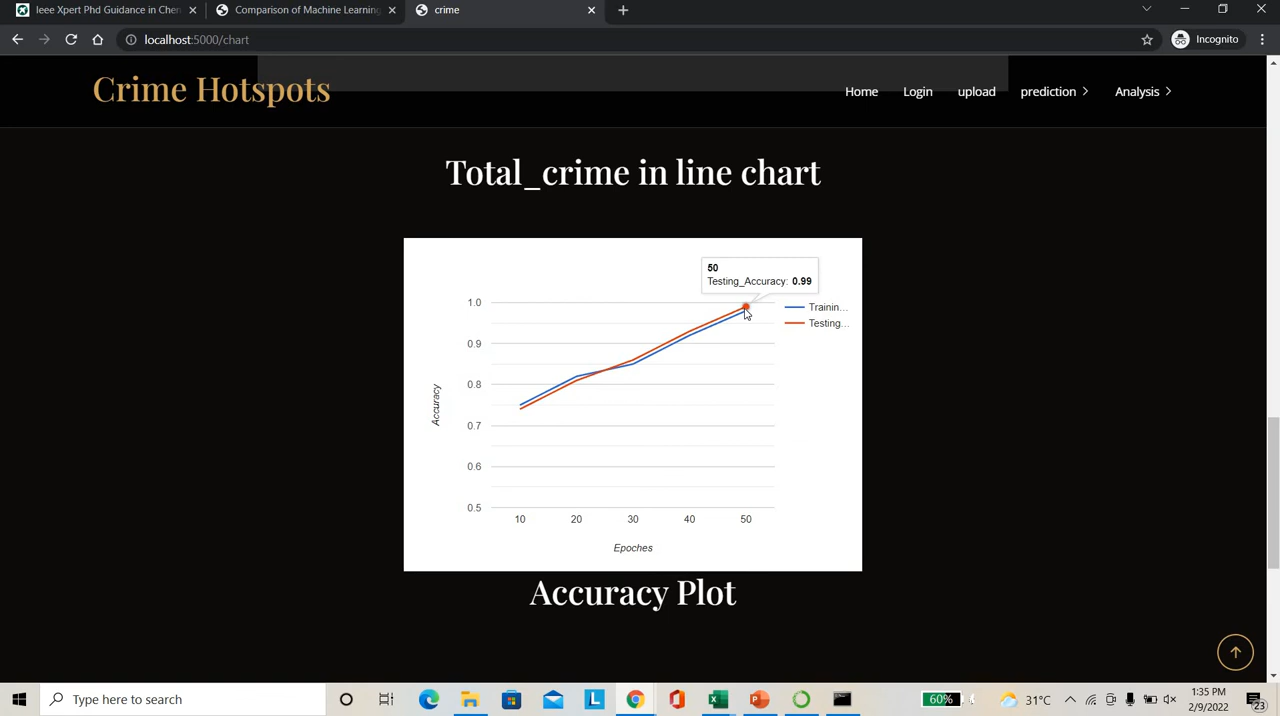 Ieee Xpert Phd Guidance in Chen
Comparison of Machine Learning
crime
localhost:5000/chart
Incognito
Crime Hotspots
Home
Login
upload
prediction
Analysis
Total_crime in line chart
50
Testing_Accuracy: 0.99
1.0
0.9
0.8
0.7
0.6
0.5
Accuracy
10 20 30 40 50
Epoches
Trainin...
Testing...
Accuracy Plot
Type here to search
60%
31°C
1:35 PM
2/9/2022
23